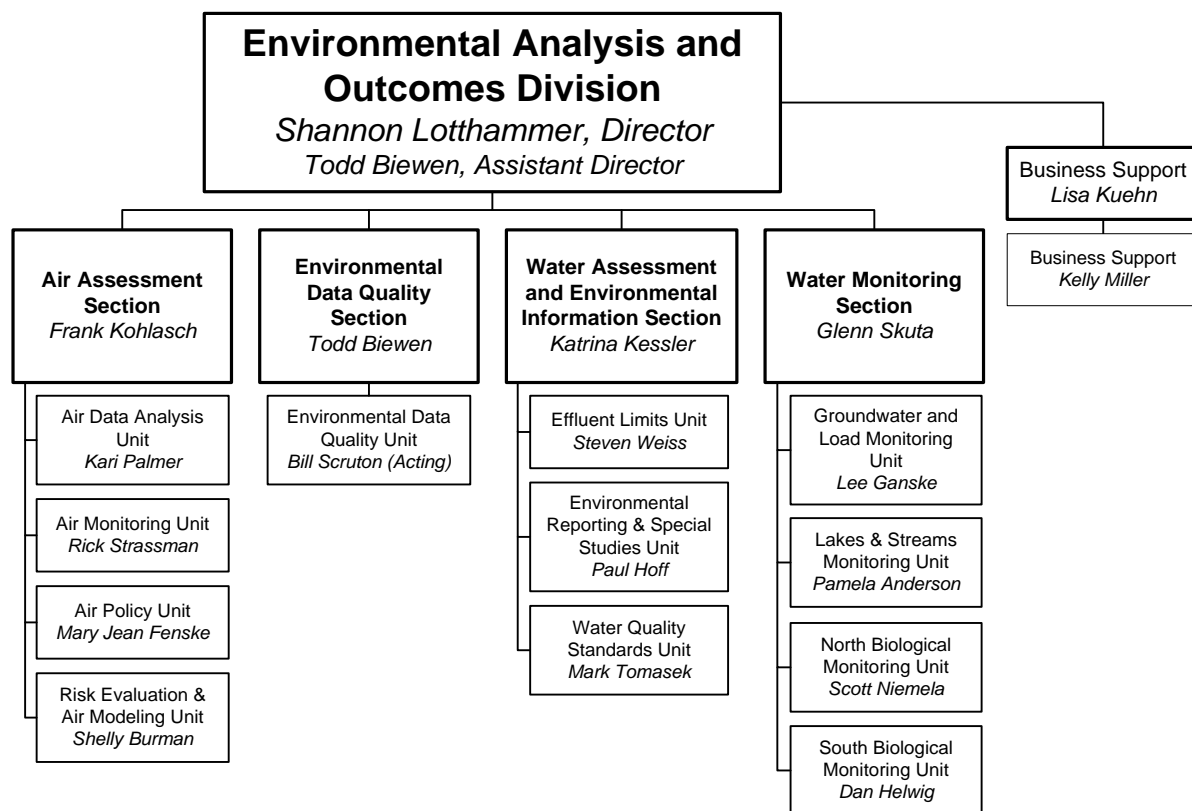 Environmental Analysis and
Outcomes Division
Shannon Lotthammer, Director
Todd Biewen, Assistant Director
Business Support
Lisa Kuehn
Business Support
Kelly Miller
Air Assessment
Section
Frank Kohlasch
Air Data Analysis
Unit
Kari Palmer
Air Monitoring Unit
Rick Strassman
Air Policy Unit
Mary Jean Fenske
Risk Evaluation &
Air Modeling Unit
Shelly Burman
Environmental
Data Quality
Section
Todd Biewen
Environmental Data
Quality Unit
Bill Scruton (Acting)
Water Assessment
and Environmental
Information Section
Katrina Kessler
Effluent Limits Unit
Steven Weiss
Environmental
Reporting & Special
Studies Unit
Paul Hoff
Water Quality
Standards Unit
Mark Tomasek
Water Monitoring
Section
Glenn Skuta
Groundwater and
Load Monitoring
Unit
Lee Ganske
Lakes & Streams
Monitoring Unit
Pamela Anderson
North Biological
Monitoring Unit
Scott Niemela
South Biological
Monitoring Unit
Dan Helwig